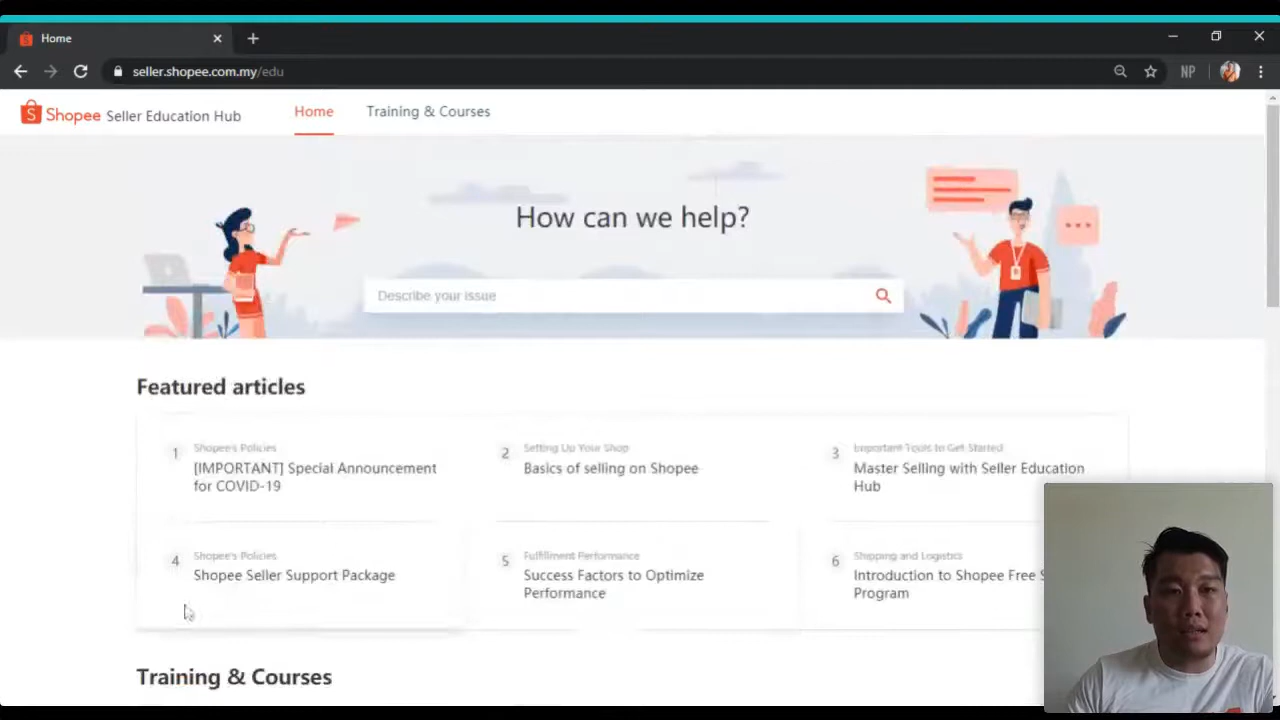 Home
seller.shopee.com.my/edu
NP
Shopee Seller Education Hub
Home
Training & Courses
How can we help?
Describe your issue
Featured articles
1
Shopee's Policies
[IMPORTANT] Special Announcement
for COVID-19
2
Setting Up Your Shop
Basics of selling on Shopee
3
Important Tools to Get Started
Master Selling with Seller Education
Hub
4
Shopee's Policies
Shopee Seller Support Package
5
Fulfillment Performance
Success Factors to Optimize
Performance
6
Shipping and Logistics
Introduction to Shopee Free S
Program
Training & Courses